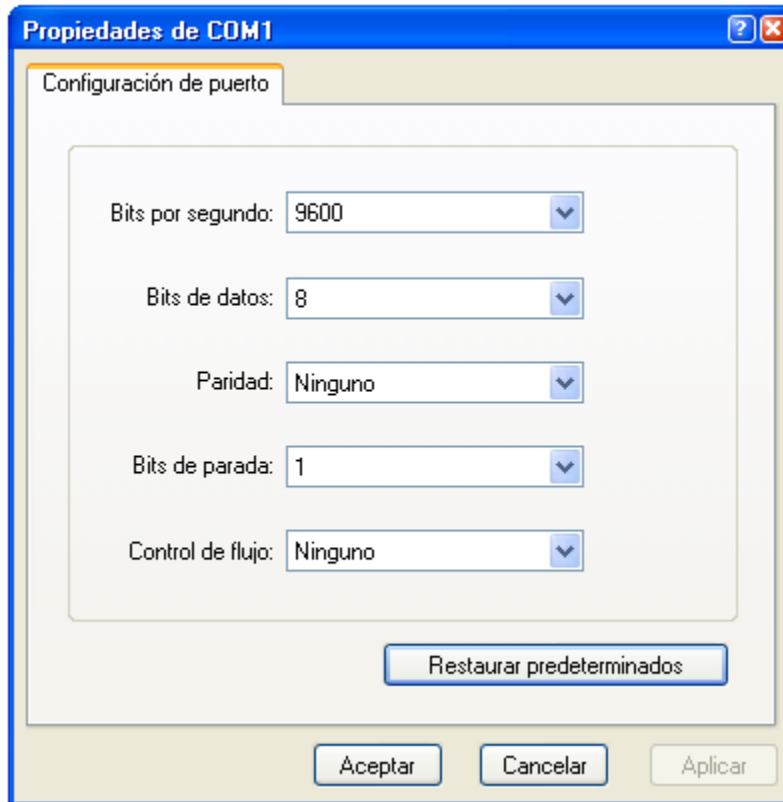 Propiedades de COM1
Configuración de puerto
Bits por segundo: 9600
Bits de datos: 8
Paridad: Ninguno
Bits de parada: 1
Control de flujo: Ninguno
Restaurar predeterminados
Aceptar Cancelar Aplicar